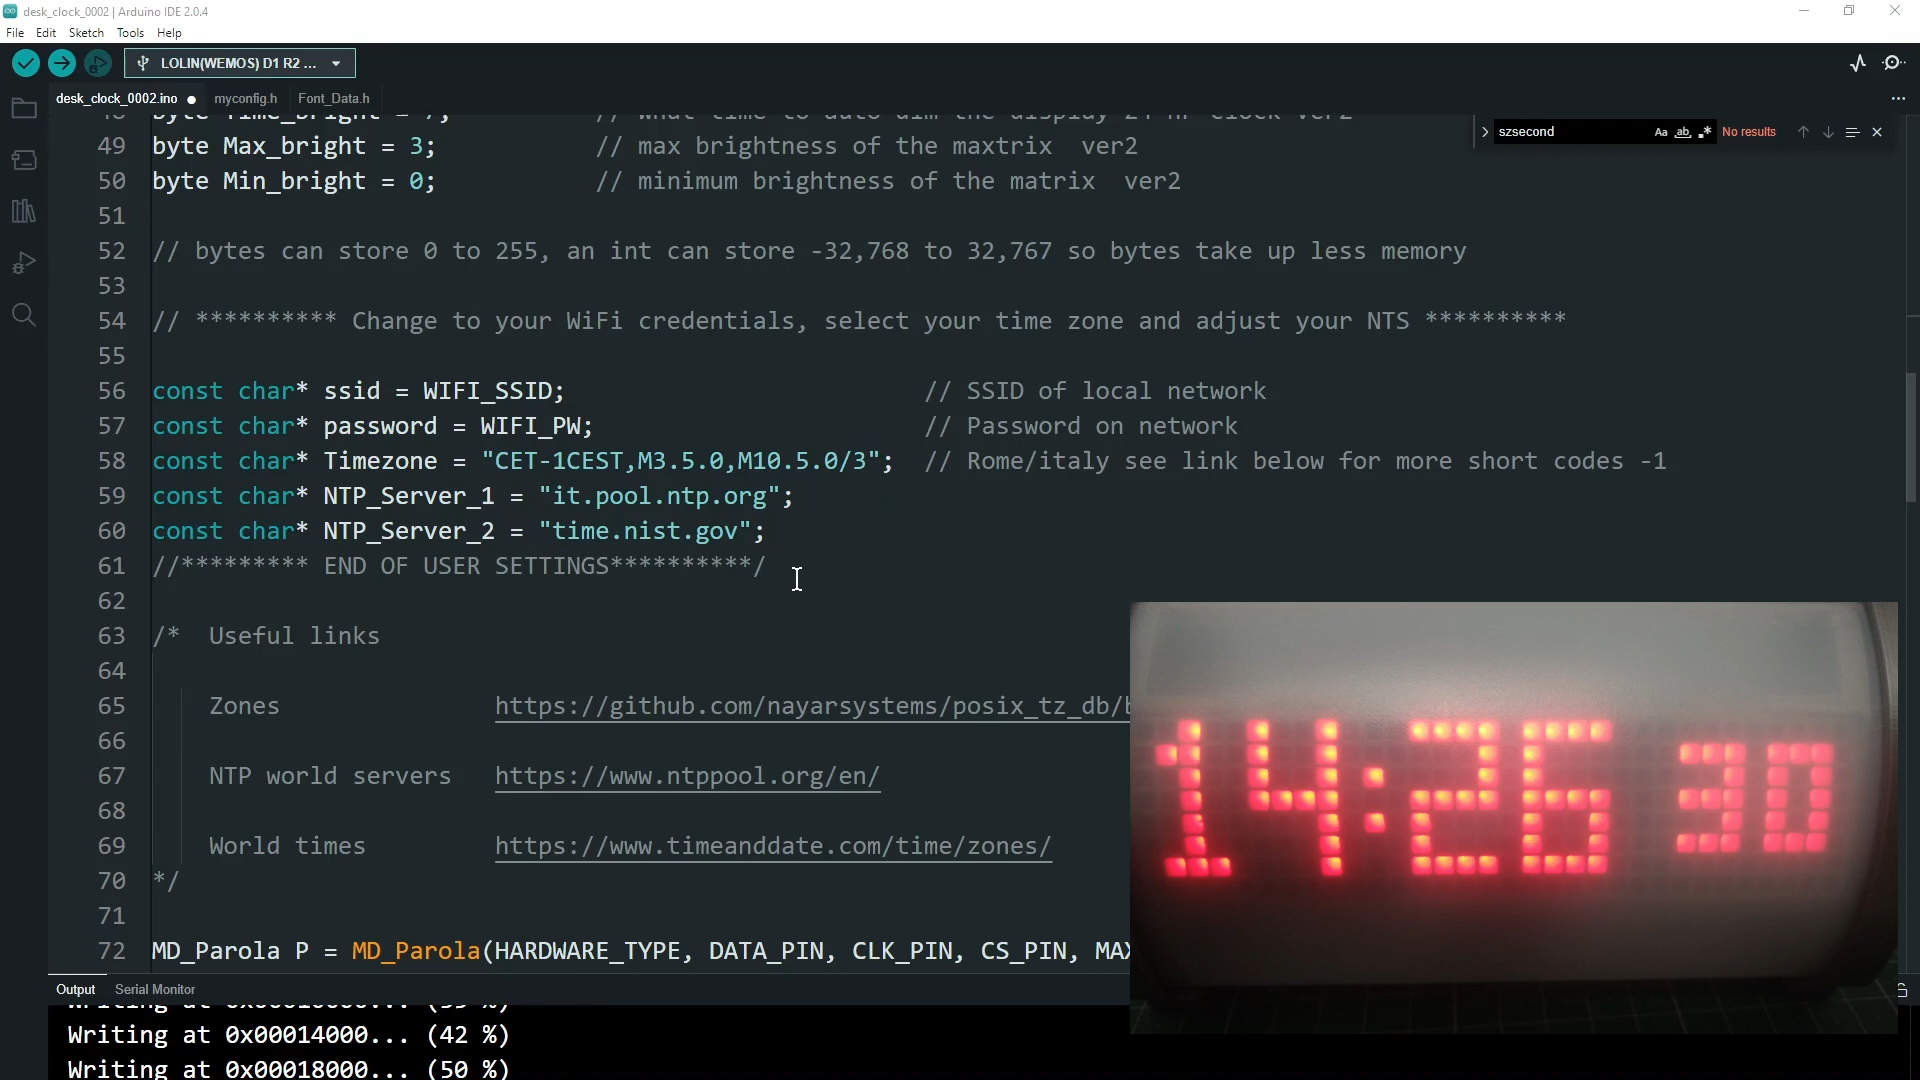 desk_clock_0002 | Arduino IDE 2.0.4
File Edit Sketch Tools Help
LOLIN(WEMOS) D1 R2 ...
desk_clock_0002.ino myconfig.h Font_Data.h
szsecond Aa ab No results
49 byte Max_bright = 3; // max brightness of the maxtrix ver2
50 byte Min_bright = 0; // minimum brightness of the matrix ver2
51
52 // bytes can store 0 to 255, an int can store -32,768 to 32,767 so bytes take up less memory
53
54 // ********** Change to your WiFi credentials, select your time zone and adjust your NTS **********
55
56 const char* ssid = WIFI_SSID; // SSID of local network
57 const char* password = WIFI_PW; // Password on network
58 const char* Timezone = "CET-1CEST,M3.5.0,M10.5.0/3"; // Rome/italy see link below for more short codes -1
59 const char* NTP_Server_1 = "it.pool.ntp.org";
60 const char* NTP_Server_2 = "time.nist.gov";
61 //********* END OF USER SETTINGS**********/
62
63 /* Useful links
64
65 Zones https://github.com/nayarsystems/posix_tz_db/
66
67 NTP world servers https://www.ntppool.org/en/
68
69 World times https://www.timeanddate.com/time/zones/
70 */
71
72 MD_Parola P = MD_Parola(HARDWARE_TYPE, DATA_PIN, CLK_PIN, CS_PIN, MAX
14:26 30
Output Serial Monitor
Writing at 0x00014000... (42 %)
Writing at 0x00018000... (50 %)